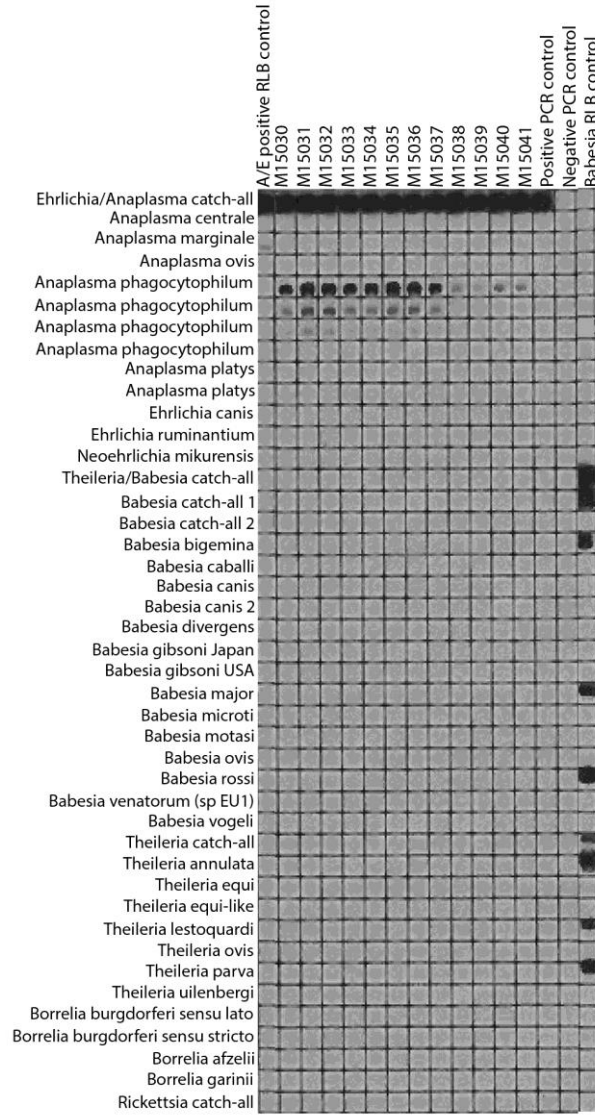 A/E positive RLB control
M15030
M15031
M15032
M15033
M15034
M15035
M15036
M15037
M15038
M15039
M15040
M15041
Positive PCR control
Negative PCR control
Babesia RLB control
Ehrlichia/Anaplasma catch-all
Anaplasma centrale
Anaplasma marginale
Anaplasma ovis
Anaplasma phagocytophilum
Anaplasma phagocytophilum
Anaplasma phagocytophilum
Anaplasma phagocytophilum
Anaplasma platys
Anaplasma platys
Ehrlichia canis
Ehrlichia ruminantium
Neoehrlichia mikurensis
Theileria/Babesia catch-all
Babesia catch-all 1
Babesia catch-all 2
Babesia bigemina
Babesia caballi
Babesia canis
Babesia canis 2
Babesia divergens
Babesia gibsoni Japan
Babesia gibsoni USA
Babesia major
Babesia microti
Babesia motasi
Babesia ovis
Babesia rossi
Babesia venatorum (sp EU1)
Babesia vogeli
Theileria catch-all
Theileria annulata
Theileria equi
Theileria equi-like
Theileria lestoquardi
Theileria ovis
Theileria parva
Theileria uilenbergi
Borrelia burgdorferi sensu lato
Borrelia burgdorferi sensu stricto
Borrelia afzelii
Borrelia garinii
Rickettsia catch-all